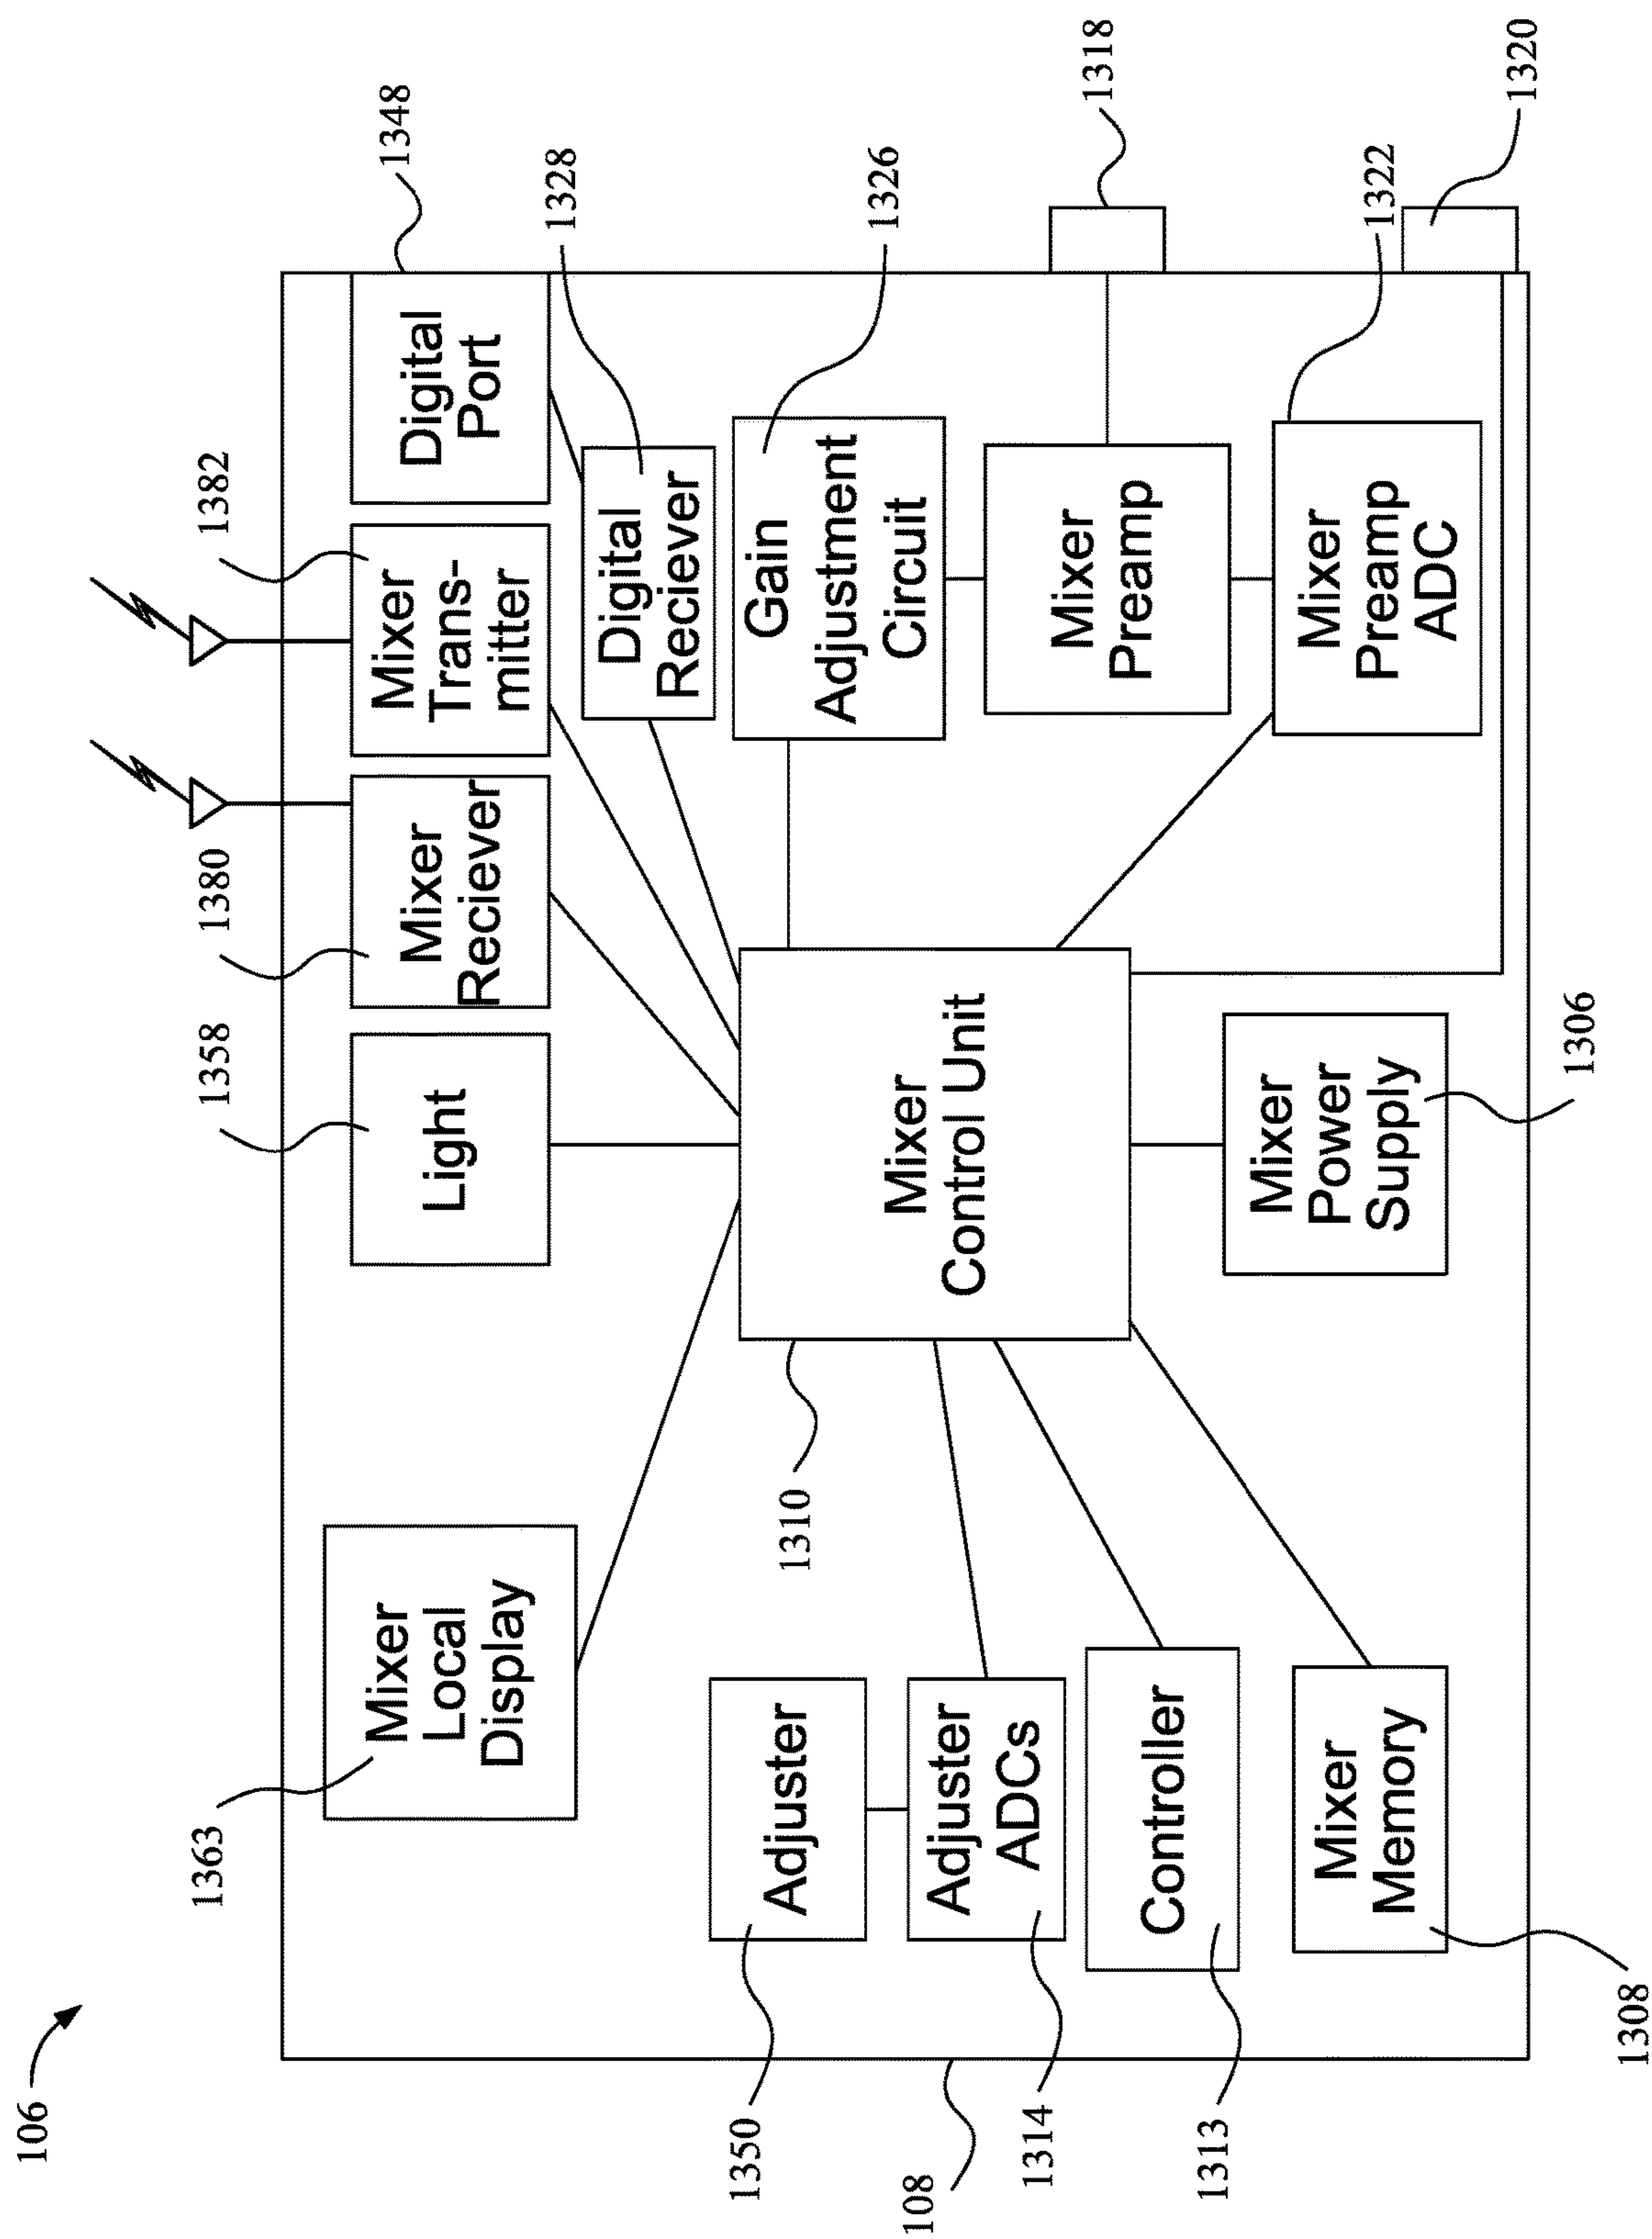 106
1363
1358
1380
1382
1348
1328
1326
1318
1322
1320
Mixer
Local
Display
Light
Mixer
Reciever
Mixer
Trans-
mitter
Digital
Port
Digital
Reciever
Gain
Adjustment
Circuit
Mixer
Preamp
Mixer
Preamp
ADC
Mixer
Control Unit
1310
Adjuster
Adjuster
ADCs
Controller
Mixer
Memory
Mixer
Power
Supply
1306
1350
108
1314
1313
1308